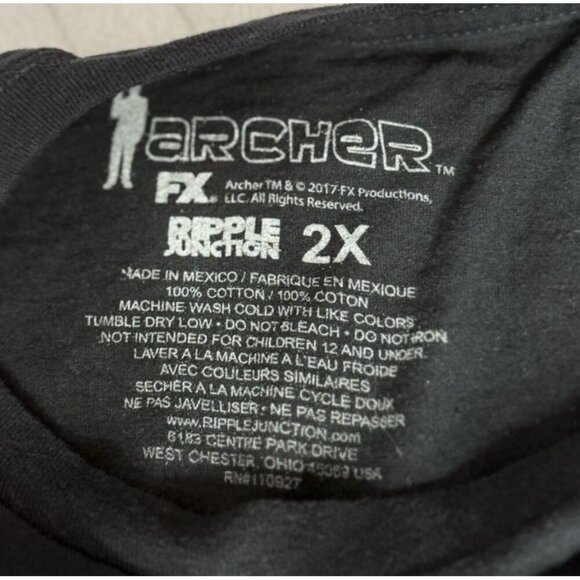 ARCHER™
FX. Archer TM & © 2017 FX Productions,
LLC. All Rights Reserved.
RIPPLE
JUNCTION 2X
MADE IN MEXICO / FABRIQUE EN MEXIQUE
100% COTTON / 100% COTON
MACHINE WASH COLD WITH LIKE COLORS
TUMBLE DRY LOW • DO NOT BLEACH • DO NOT IRON
NOT INTENDED FOR CHILDREN 12 AND UNDER
LAVER A LA MACHINE A L'EAU FROIDE
AVEC COULEURS SIMILAIRES
SECHER A LA MACHINE CYCLE DOUX
NE PAS JAVELLISER • NE PAS REPASSER
www.RIPPLEJUNCTION.com
6183 CENTRE PARK DRIVE
WEST CHESTER, OHIO 45069 USA
RN#110927